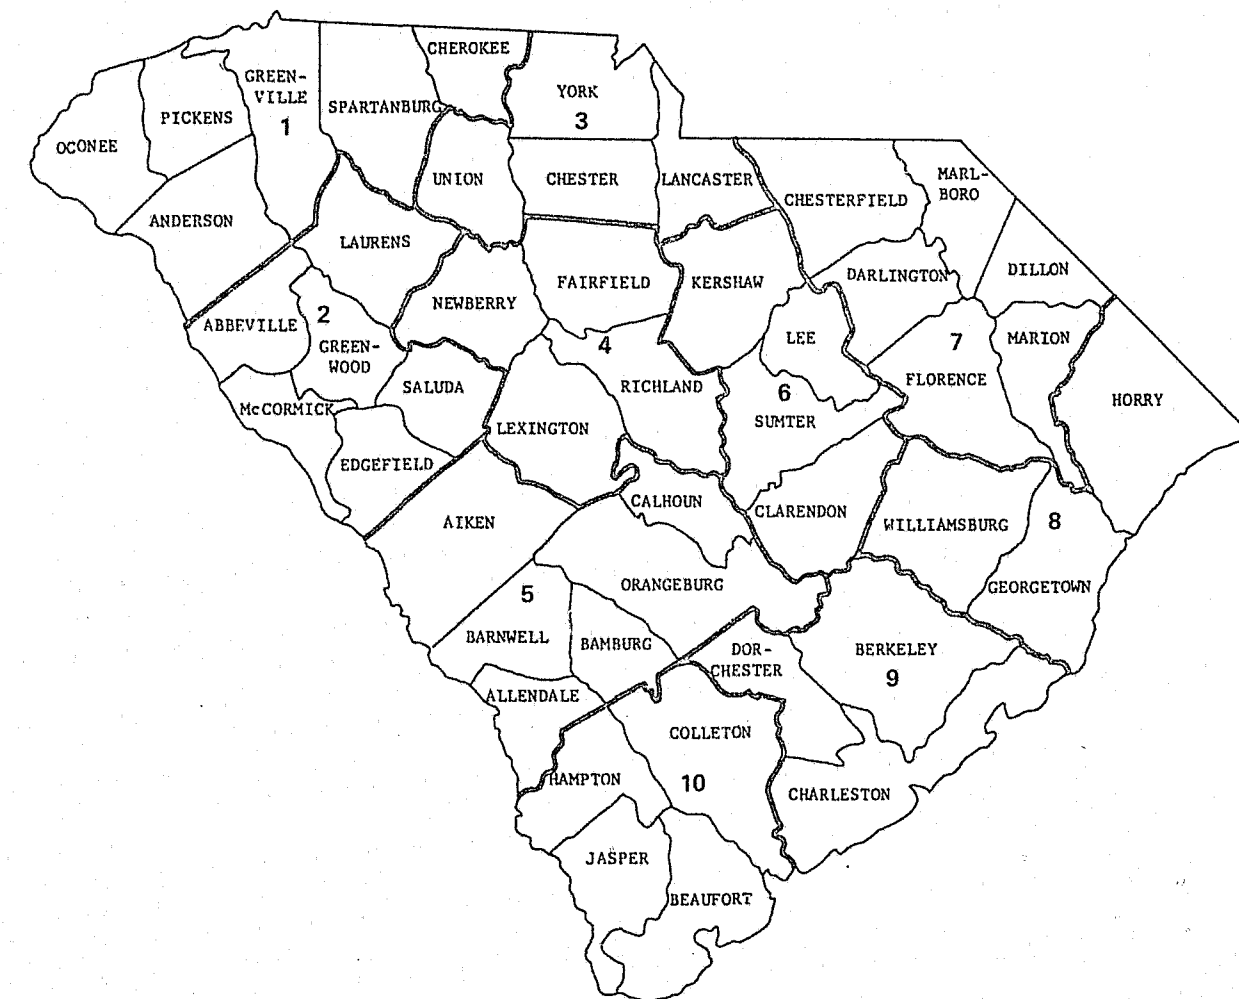 CHEROKEE
GREEN-
VILLE
1
SPARTANBURG
YORK
3
PICKENS
OCONEE
UNION
CHESTER
LANCASTER
MARL-
BORO
CHESTERFIELD
ANDERSON
LAURENS
DARLINGTON
DILLON
FAIRFIELD
KERSHAW
NEWBERRY
ABBEVILLE
2
GREEN-
WOOD
4
LEE
7
MARION
FLORENCE
SALUDA
RICHLAND
6
SUMTER
HORRY
McCORMICK
LEXINGTON
EDGEFIELD
CALHOUN
CLARENDON
AIKEN
WILLIAMSBURG
8
ORANGEBURG
GEORGETOWN
5
BARNWELL
BAMBURG
DOR-
CHESTER
BERKELEY
9
ALLENDALE
COLLETON
HAMPTON
10
CHARLESTON
JASPER
BEAUFORT